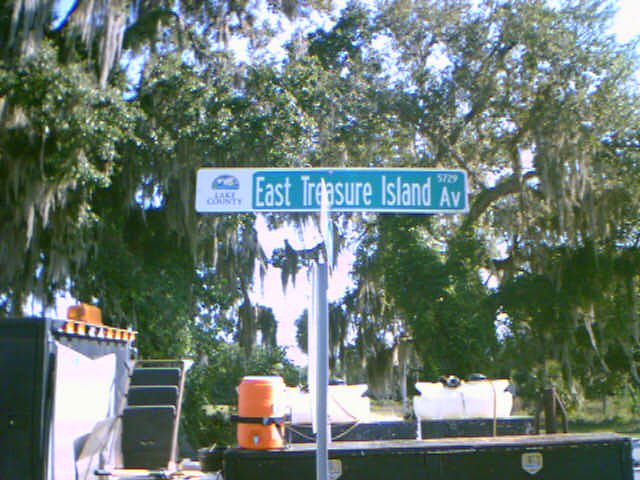 LAKE
COUNTY
East Treasure Island Av
5729